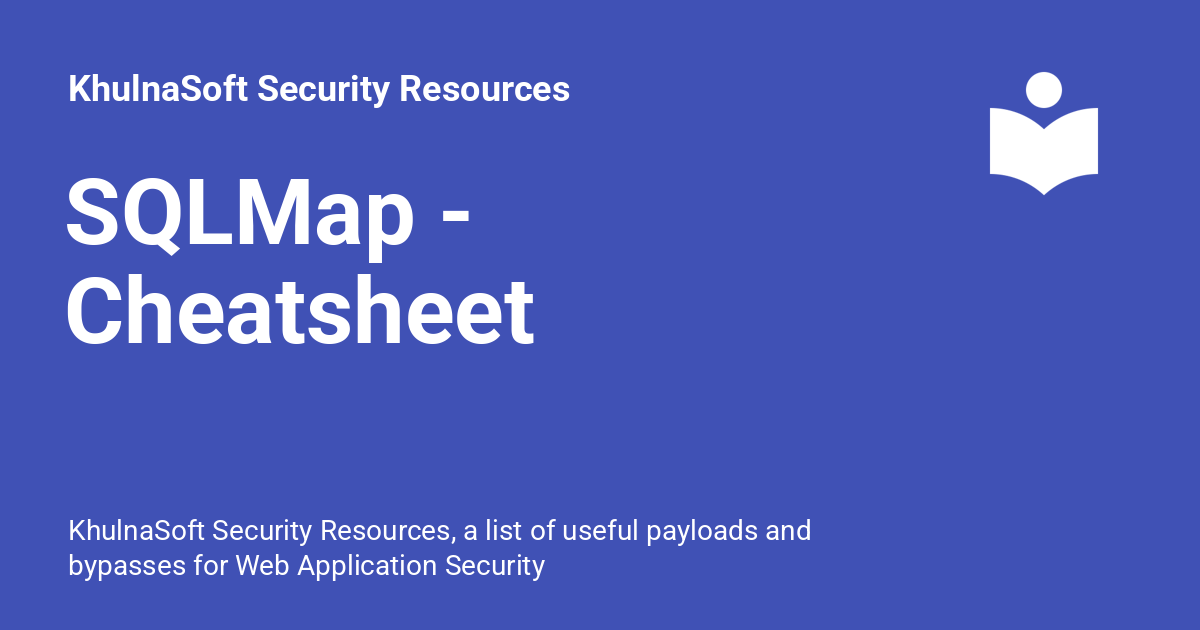 KhulnaSoft Security Resources
SQLMap -
Cheatsheet
KhulnaSoft Security Resources, a list of useful payloads and
bypasses for Web Application Security